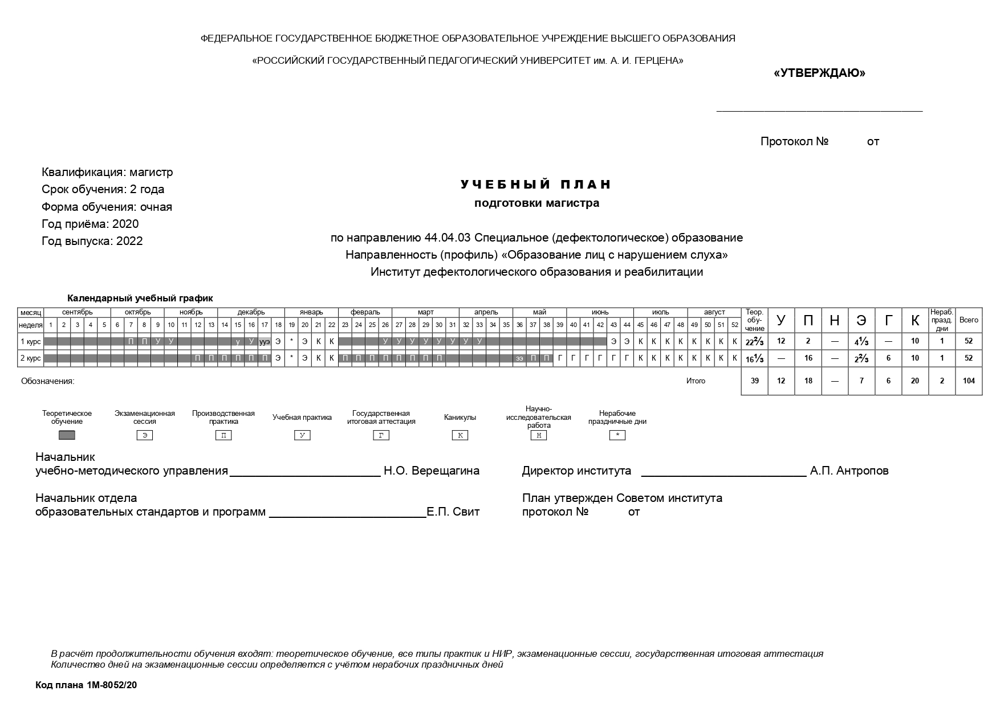 ФЕДЕРАЛЬНОЕ ГОСУДАРСТВЕННОЕ БЮДЖЕТНОЕ ОБРАЗОВАТЕЛЬНОЕ УЧРЕЖДЕНИЕ ВЫСШЕГО ОБРАЗОВАНИЯ
«РОССИЙСКИЙ ГОСУДАРСТВЕННЫЙ ПЕДАГОГИЧЕСКИЙ УНИВЕРСИТЕТ им. А. И. ГЕРЦЕНА»
«УТВЕРЖДАЮ»
Протокол № от
Квалификация: магистр
Срок обучения: 2 года
Форма обучения: очная
Год приёма: 2020
Год выпуска: 2022
УЧЕБНЫЙ ПЛАН
подготовки магистра
по направлению 44.04.03 Специальное (дефектологическое) образование
Направленность (профиль) «Образование лиц с нарушением слуха»
Институт дефектологического образования и реабилитации
Календарный учебный график
месяц сентябрь октябрь ноябрь декабрь январь февраль март апрель май июнь июль август Теор. обу-чение У П Н Э Г К Нераб. празд. дни Всего
неделя 1 2 3 4 5 6 7 8 9 10 11 12 13 14 15 16 17 18 19 20 21 22 23 24 25 26 27 28 29 30 31 32 33 34 35 36 37 38 39 40 41 42 43 44 45 46 47 48 49 50 51 52
1 курс П П У У у У ууэ Э * Э К К У У У У У У У У Э Э К К К К К К К К 22⅔ 12 2 — 4⅓ — 10 1 52
2 курс П П П П П П Э * Э К К П П П П П П П П ээ П П Г Г Г Г Г Г К К К К К К К К 16⅓ — 16 — 2⅔ 6 10 1 52
Обозначения: Итого 39 12 18 — 7 6 20 2 104
Теоретическое обучение
Экзаменационная сессия
Э
Производственная практика
П
Учебная практика
У
Государственная итоговая аттестация
Г
Каникулы
К
Научно-исследовательская работа
Н
Нерабочие праздничные дни
*
Начальник
учебно-методического управления Н.О. Верещагина
Директор института А.П. Антропов
Начальник отдела
образовательных стандартов и программ Е.П. Свит
План утвержден Советом института
протокол № от
В расчёт продолжительности обучения входят: теоретическое обучение, все типы практик и НИР, экзаменационные сессии, государственная итоговая аттестация
Количество дней на экзаменационные сессии определяется с учётом нерабочих праздничных дней
Код плана 1М-8052/20